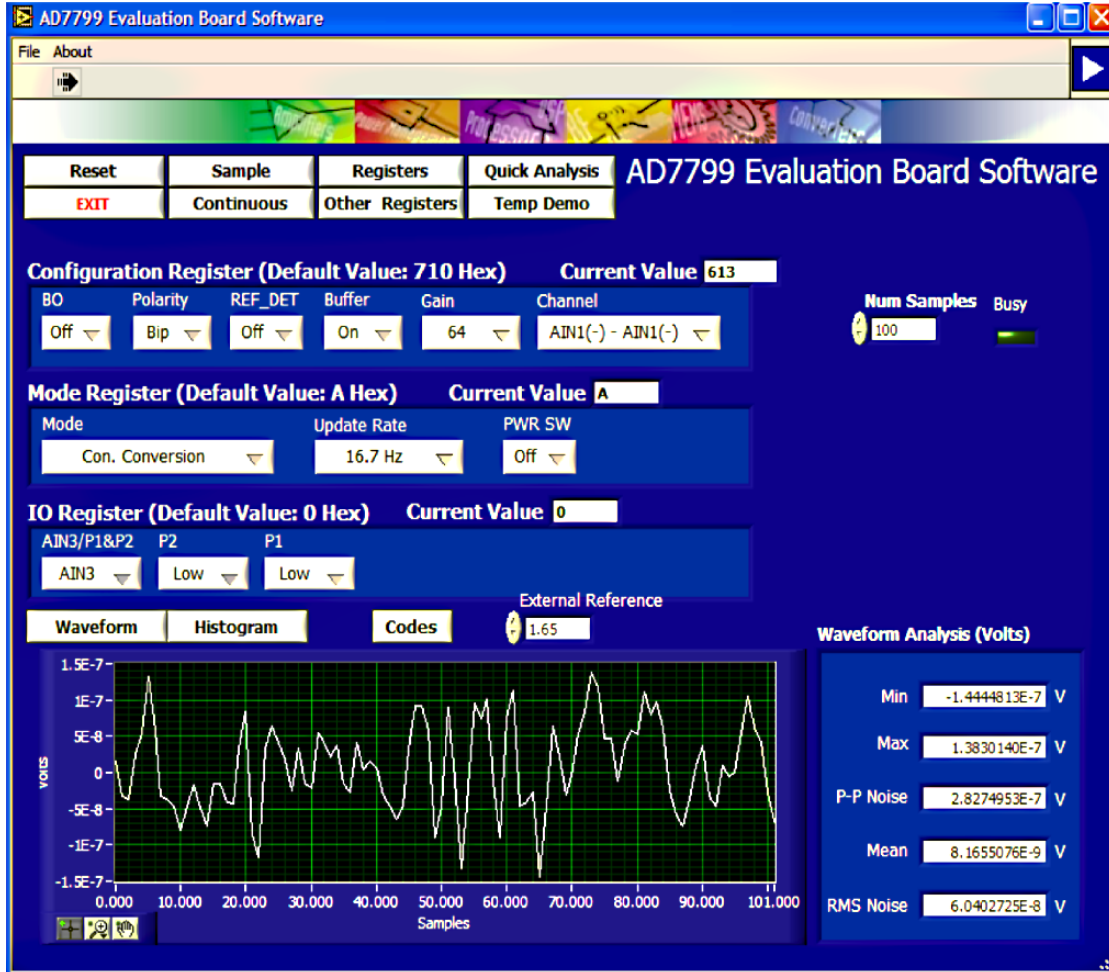 AD7799 Evaluation Board Software
File About
Amplifiers Power Management Processor DSP RF MEMS Converters
Reset Sample Registers Quick Analysis AD7799 Evaluation Board Software
EXIT Continuous Other Registers Temp Demo
Configuration Register (Default Value: 710 Hex) Current Value 613
BO Polarity REF_DET Buffer Gain Channel
Off Bip Off On 64 AIN1(-) - AIN1(-)
Num Samples Busy
100
Mode Register (Default Value: A Hex) Current Value A
Mode Update Rate PWR SW
Con. Conversion 16.7 Hz Off
IO Register (Default Value: 0 Hex) Current Value 0
AIN3/P1&P2 P2 P1
AIN3 Low Low
External Reference
Waveform Histogram Codes 1.65
Waveform Analysis (Volts)
1.5E-7
1E-7
5E-8
0
-5E-8
-1E-7
-1.5E-7
volts
0.000 10.000 20.000 30.000 40.000 50.000 60.000 70.000 80.000 90.000 101.000
Samples
Min -1.4444813E-7 V
Max 1.3830140E-7 V
P-P Noise 2.8274953E-7 V
Mean 8.1655076E-9 V
RMS Noise 6.0402725E-8 V